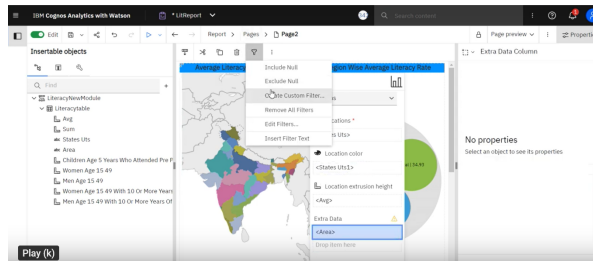 IBM Cognos Analytics with Watson
* LitReport
Search content
Edit
Report
Pages
Page2
Page preview
Properties
Insertable objects
Find
LiteracyNewModule
Literacytable
Avg
Sum
States Uts
Area
Children Age 5 Years Who Attended Pre P
Women Age 15 49
Men Age 15 49
Women Age 15 49 With 10 Or More Years
Men Age 15 49 With 10 Or More Years Of
Average Literac
gion Wise Average Literacy Rate
Include Null
Exclude Null
Create Custom Filter...
Remove All Filters
Edit Filters...
Insert Filter Text
ocations *
s Uts>
Location color
<States Uts1>
Location extrusion height
<Avg>
Extra Data
<Area>
Drop item here
Extra Data Column
No properties
Select an object to see its properties
Play (k)